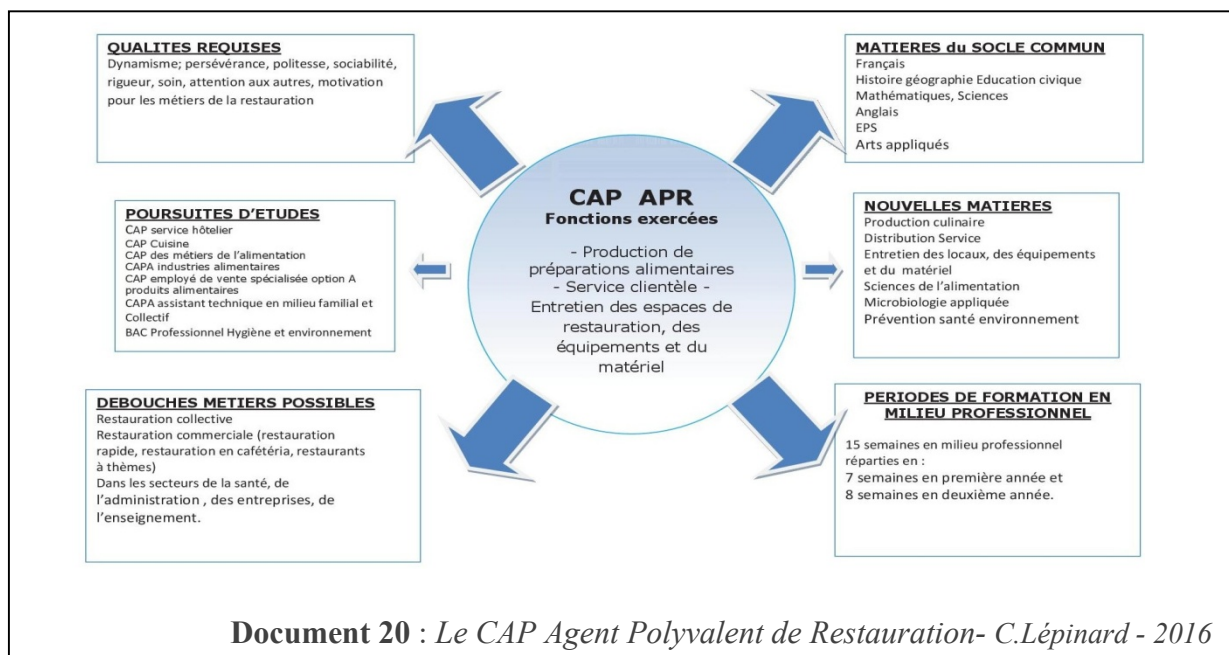 QUALITES REQUISES
Dynamisme; persévérance, politesse, sociabilité,
rigueur, soin, attention aux autres, motivation
pour les métiers de la restauration
MATIERES du SOCLE COMMUN
Français
Histoire géographie Education civique
Mathématiques, Sciences
Anglais
EPS
Arts appliqués
CAP APR
Fonctions exercées
- Production de
préparations alimentaires
- Service clientèle -
Entretien des espaces de
restauration, des
équipements et du
matériel
POURSUITES D'ETUDES
CAP service hôtelier
CAP Cuisine
CAP des métiers de l'alimentation
CAPA industries alimentaires
CAP employé de vente spécialisée option A
produits alimentaires
CAPA assistant technique en milieu familial et
Collectif
BAC Professionnel Hygiène et environnement
NOUVELLES MATIERES
Production culinaire
Distribution Service
Entretien des locaux, des équipements
et du matériel
Sciences de l'alimentation
Microbiologie appliquée
Prévention santé environnement
DEBOUCHES METIERS POSSIBLES
Restauration collective
Restauration commerciale (restauration
rapide, restauration en cafétéria, restaurants
à thèmes)
Dans les secteurs de la santé, de
l'administration , des entreprises, de
l'enseignement.
PERIODES DE FORMATION EN
MILIEU PROFESSIONNEL
15 semaines en milieu professionnel
réparties en :
7 semaines en première année et
8 semaines en deuxième année.
Document 20 : Le CAP Agent Polyvalent de Restauration- C.Lépinard - 2016